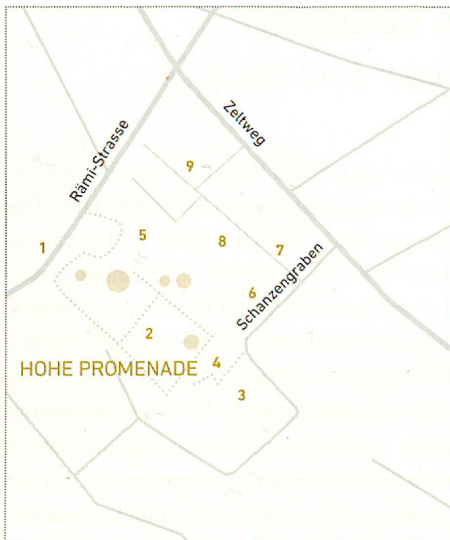 Rämi-Strasse
Zeltweg
9
1
5
8
7
6
Schanzengraben
2
4
HOHE PROMENADE
3